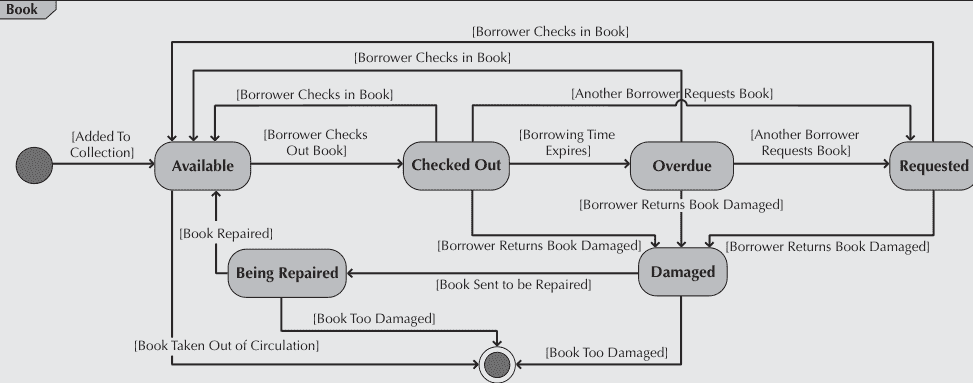 Book
[Borrower Checks in Book]
[Borrower Checks in Book]
[Borrower Checks in Book]
[Another Borrower Requests Book]
[Added To
Collection]
[Borrower Checks
Out Book]
[Borrowing Time
Expires]
[Another Borrower
Requests Book]
Available
Checked Out
Overdue
Requested
[Borrower Returns Book Damaged]
[Book Repaired]
[Borrower Returns Book Damaged]
[Borrower Returns Book Damaged]
Being Repaired
Damaged
[Book Sent to be Repaired]
[Book Too Damaged]
[Book Taken Out of Circulation]
[Book Too Damaged]